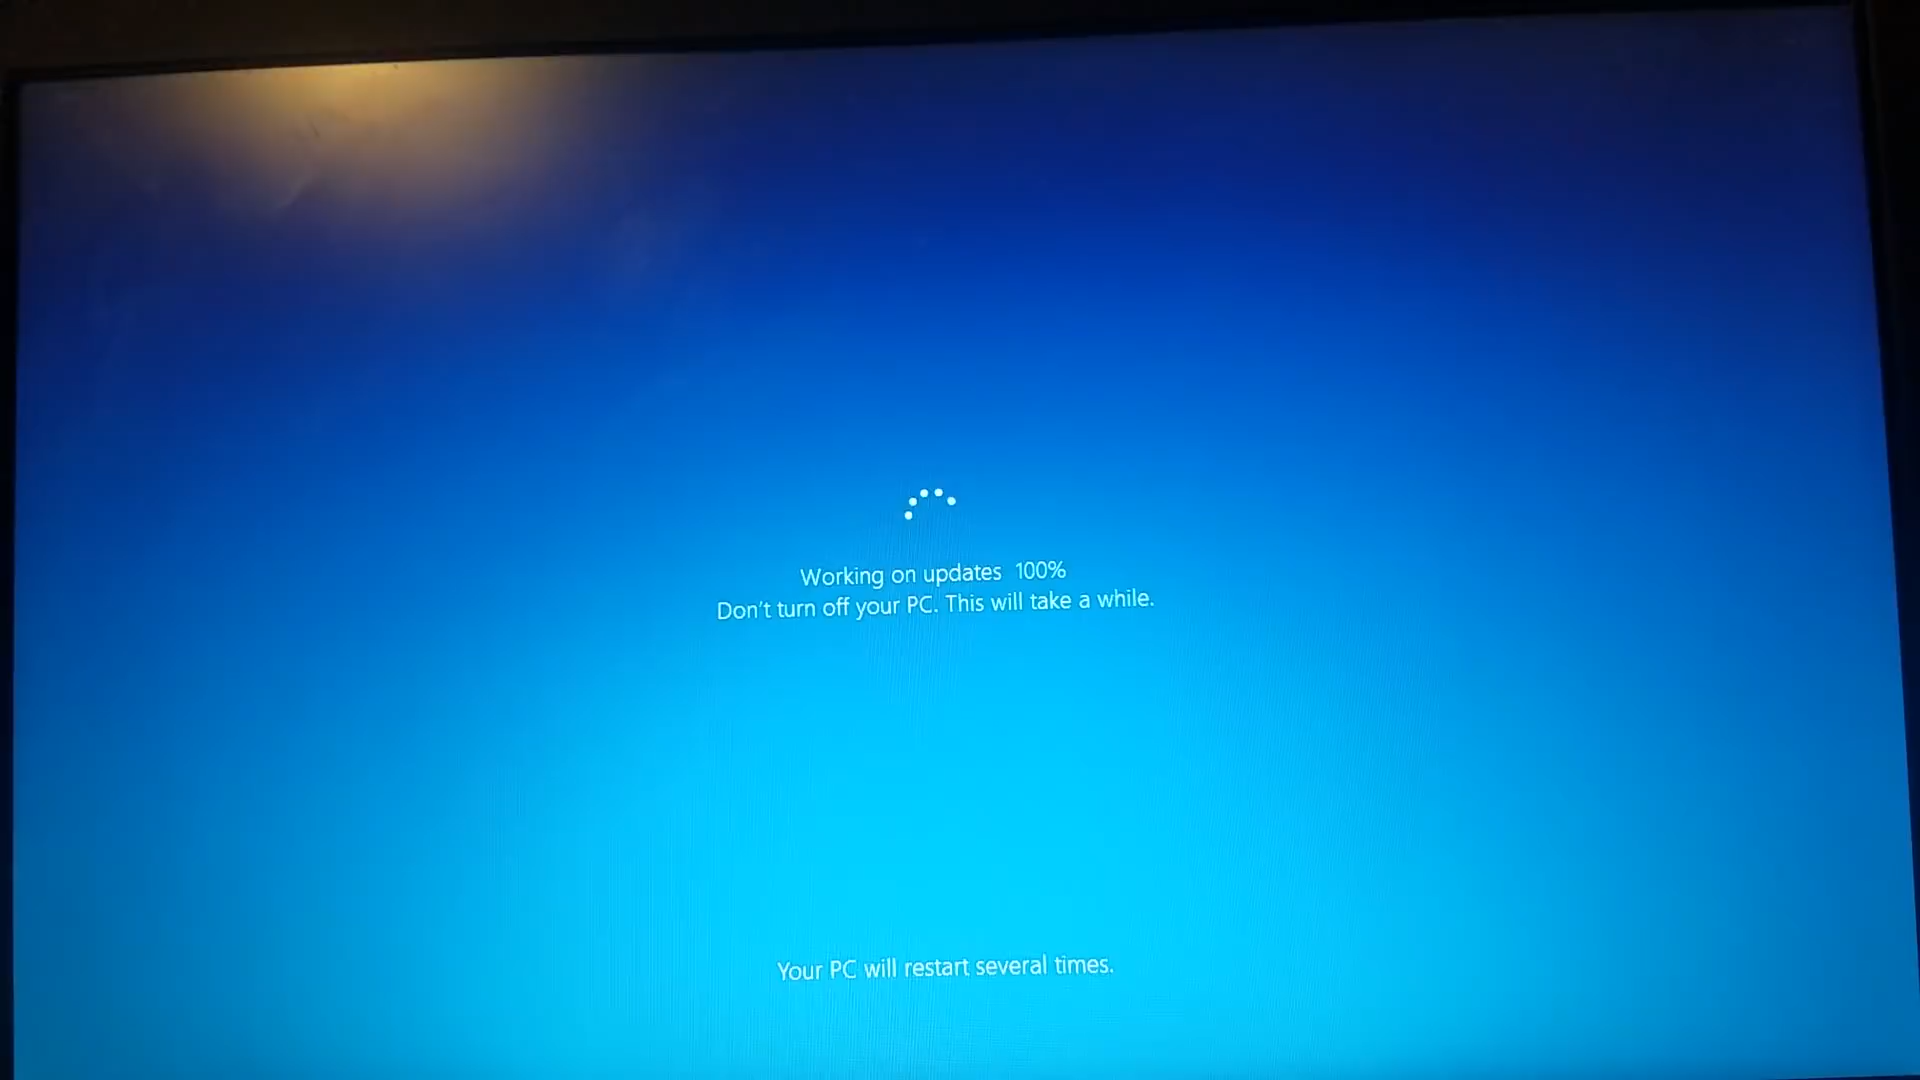 Working on updates 100%
Don't turn off your PC. This will take a while.
Your PC will restart several times.